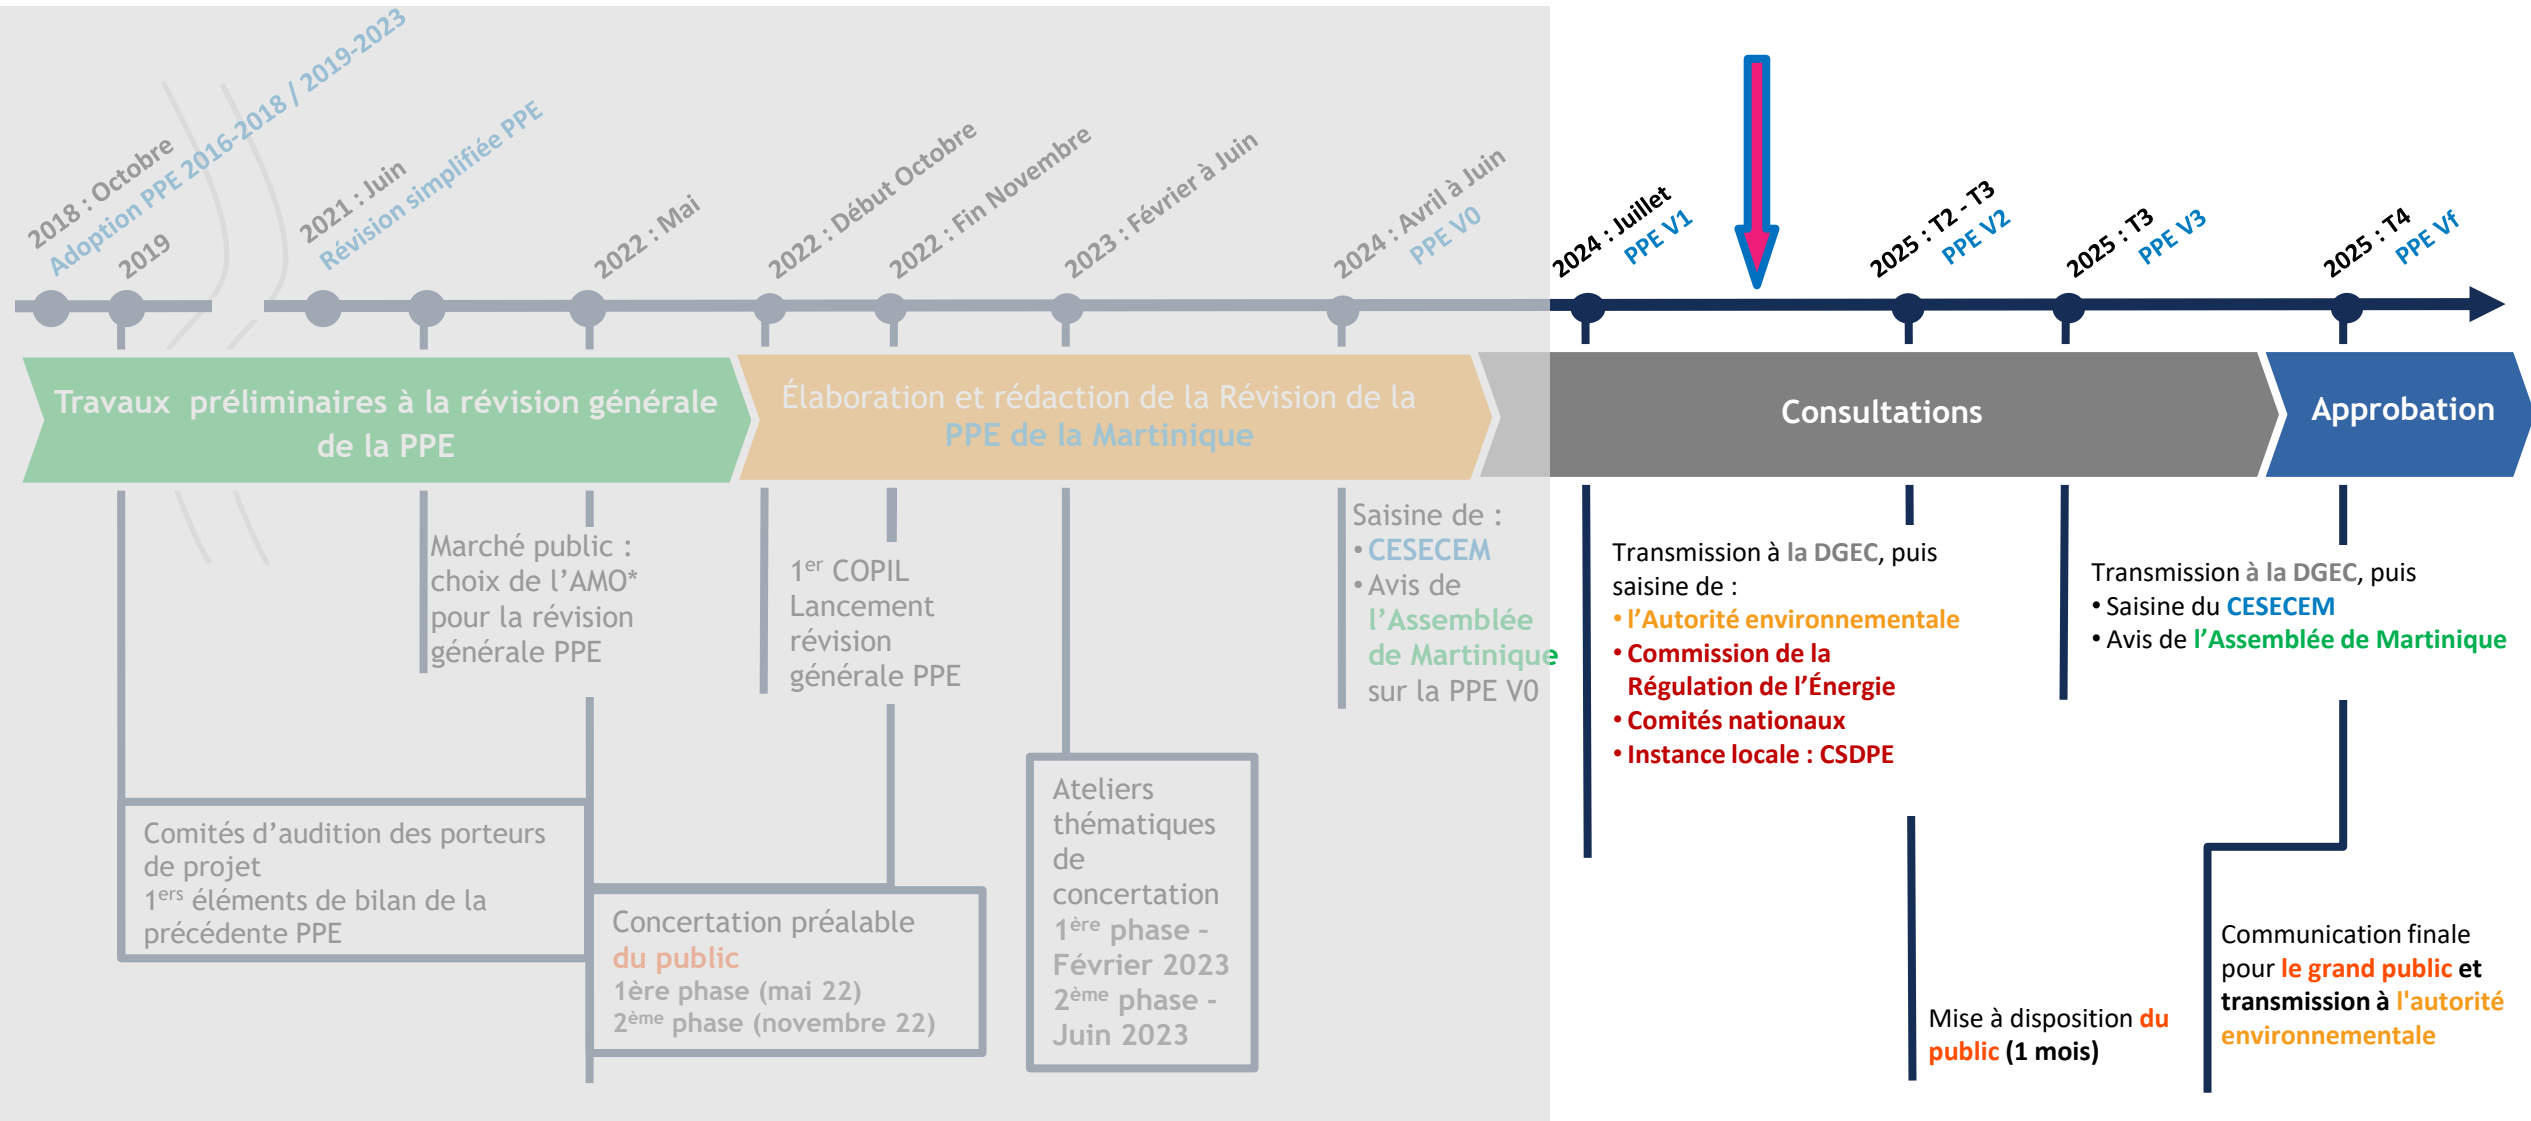 2018 : Octobre
Adoption PPE 2016-2018 / 2019-2023
2019
2021 : Juin
Révision simplifiée PPE
2022 : Mai
2022 : Début Octobre
2022 : Fin Novembre
2023 : Février à Juin
2024 : Avril à Juin
PPE V0
2024 : Juillet
PPE V1
2025 : T2 - T3
PPE V2
2025 : T3
PPE V3
2025 : T4
PPE Vf
Travaux préliminaires à la révision générale
de la PPE
Élaboration et rédaction de la Révision de la
PPE de la Martinique
Consultations
Approbation
Comités d’audition des porteurs
de projet
1ers éléments de bilan de la
précédente PPE
Marché public :
choix de l’AMO*
pour la révision
générale PPE
Concertation préalable
du public
1ère phase (mai 22)
2ème phase (novembre 22)
1er COPIL
Lancement
révision
générale PPE
Ateliers
thématiques
de
concertation
1ère phase -
Février 2023
2ème phase -
Juin 2023
Saisine de :
• CESECEM
• Avis de
l’Assemblée
de Martinique
sur la PPE V0
Transmission à la DGEC, puis
saisine de :
• l’Autorité environnementale
• Commission de la
Régulation de l’Énergie
• Comités nationaux
• Instance locale : CSDPE
Mise à disposition du
public (1 mois)
Transmission à la DGEC, puis
• Saisine du CESECEM
• Avis de l’Assemblée de Martinique
Communication finale
pour le grand public et
transmission à l'autorité
environnementale